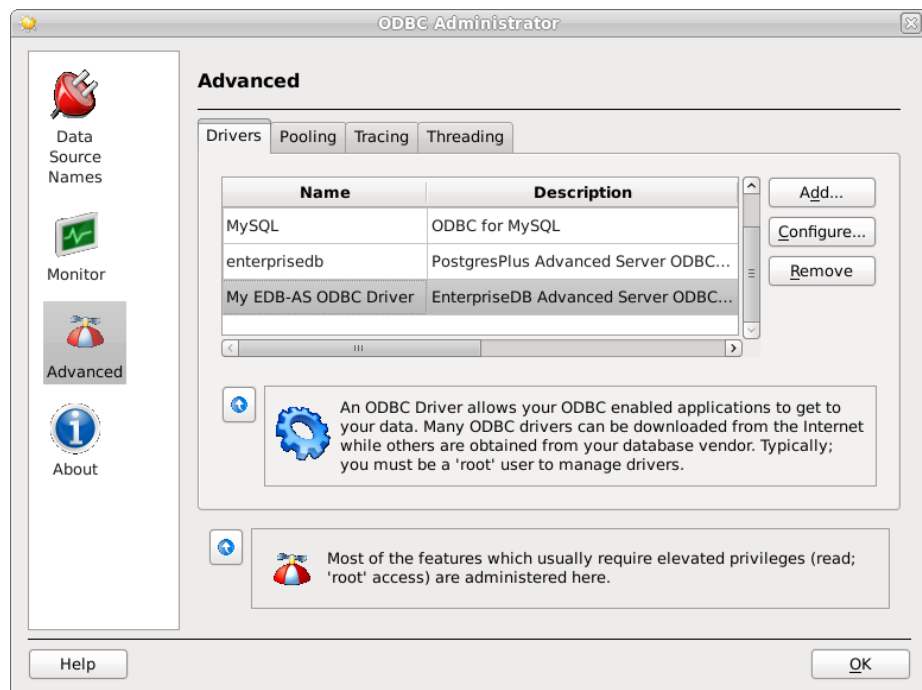 ODBC Administrator
Data
Source
Names
Monitor
Advanced
About
Advanced
Drivers Pooling Tracing Threading
Name Description
MySQL ODBC for MySQL
enterprisedb PostgresPlus Advanced Server ODBC...
My EDB-AS ODBC Driver EnterpriseDB Advanced Server ODBC...
Add...
Configure...
Remove
An ODBC Driver allows your ODBC enabled applications to get to
your data. Many ODBC drivers can be downloaded from the Internet
while others are obtained from your database vendor. Typically;
you must be a 'root' user to manage drivers.
Most of the features which usually require elevated privileges (read;
'root' access) are administered here.
Help OK